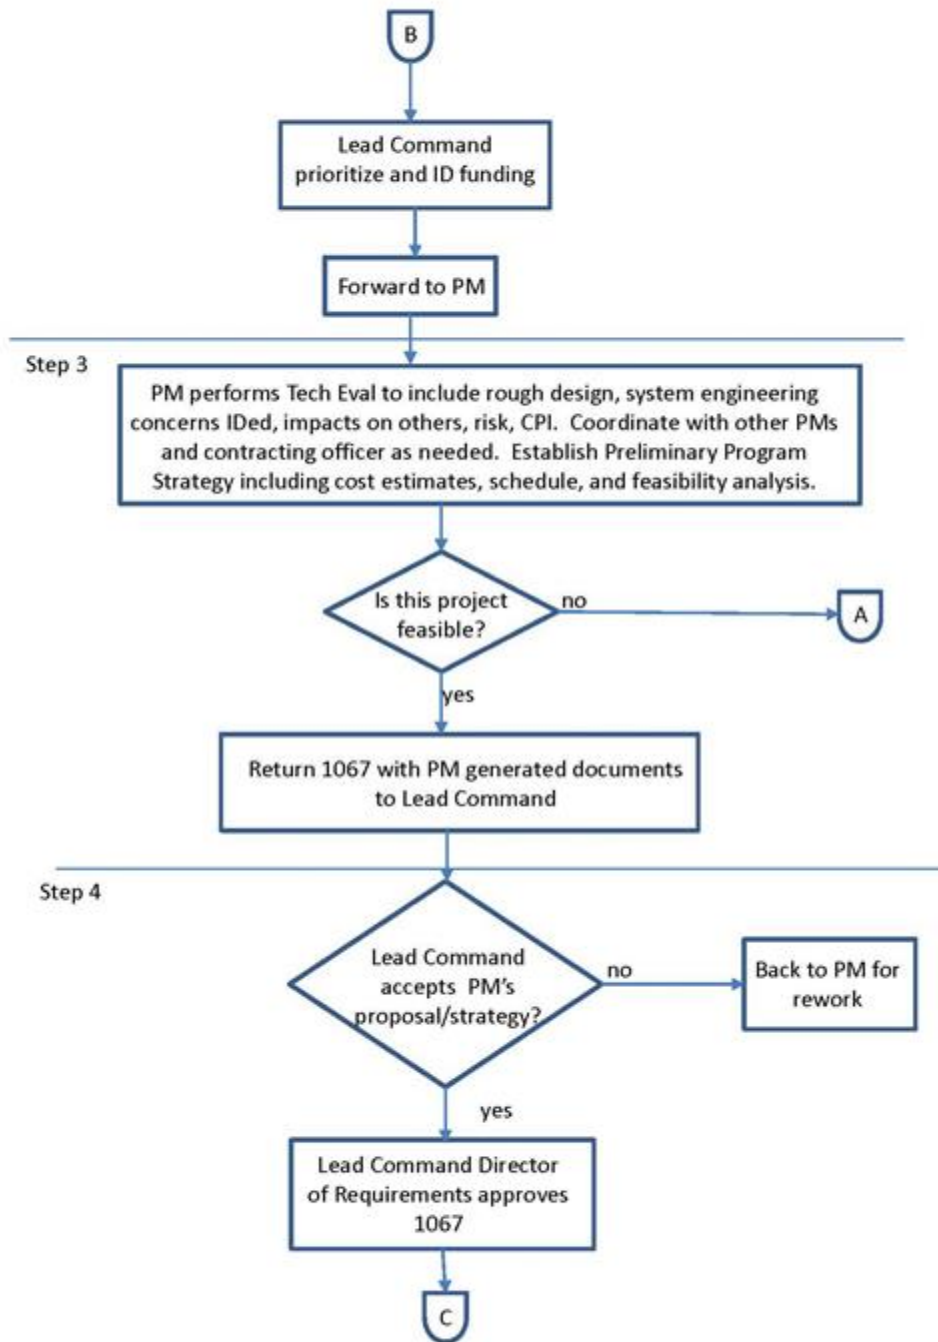 B
Lead Command
prioritize and ID funding
Forward to PM
Step 3
PM performs Tech Eval to include rough design, system engineering
concerns IDed, impacts on others, risk, CPI.  Coordinate with other PMs
and contracting officer as needed.  Establish Preliminary Program
Strategy including cost estimates, schedule, and feasibility analysis.
Is this project
feasible?
no
A
yes
Return 1067 with PM generated documents
to Lead Command
Step 4
Lead Command
accepts  PM's
proposal/strategy?
no
Back to PM for
rework
yes
Lead Command Director
of Requirements approves
1067
C